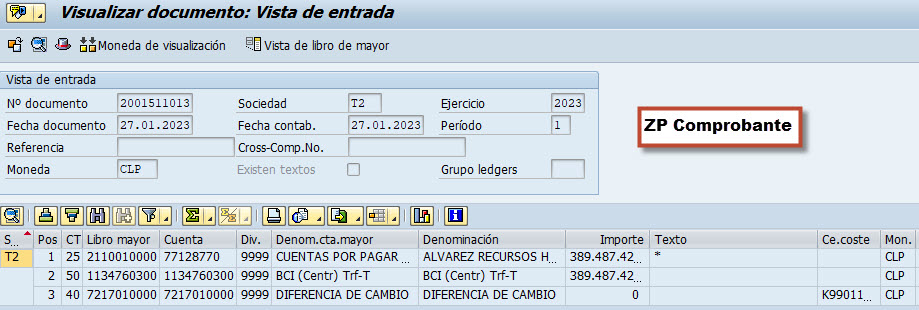 Visualizar documento: Vista de entrada
Moneda de visualización Vista de libro de mayor
Vista de entrada
Nº documento 2001511013 Sociedad T2 Ejercicio 2023
Fecha documento 27.01.2023 Fecha contab. 27.01.2023 Período 1
Referencia Cross-Comp.No.
Moneda CLP Existen textos Grupo ledgers
ZP Comprobante
S... Pos CT Libro mayor Cuenta Div. Denom.cta.mayor Denominación Importe Texto Ce.coste Mon.
T2 1 25 2110010000 77128770 9999 CUENTAS POR PAGAR ... ALVAREZ RECURSOS H... 389.487.42... * CLP
2 50 1134760300 1134760300 9999 BCI (Centr) Trf-T BCI (Centr) Trf-T 389.487.42... CLP
3 40 7217010000 7217010000 9999 DIFERENCIA DE CAMBIO DIFERENCIA DE CAMBIO 0 K99011... CLP